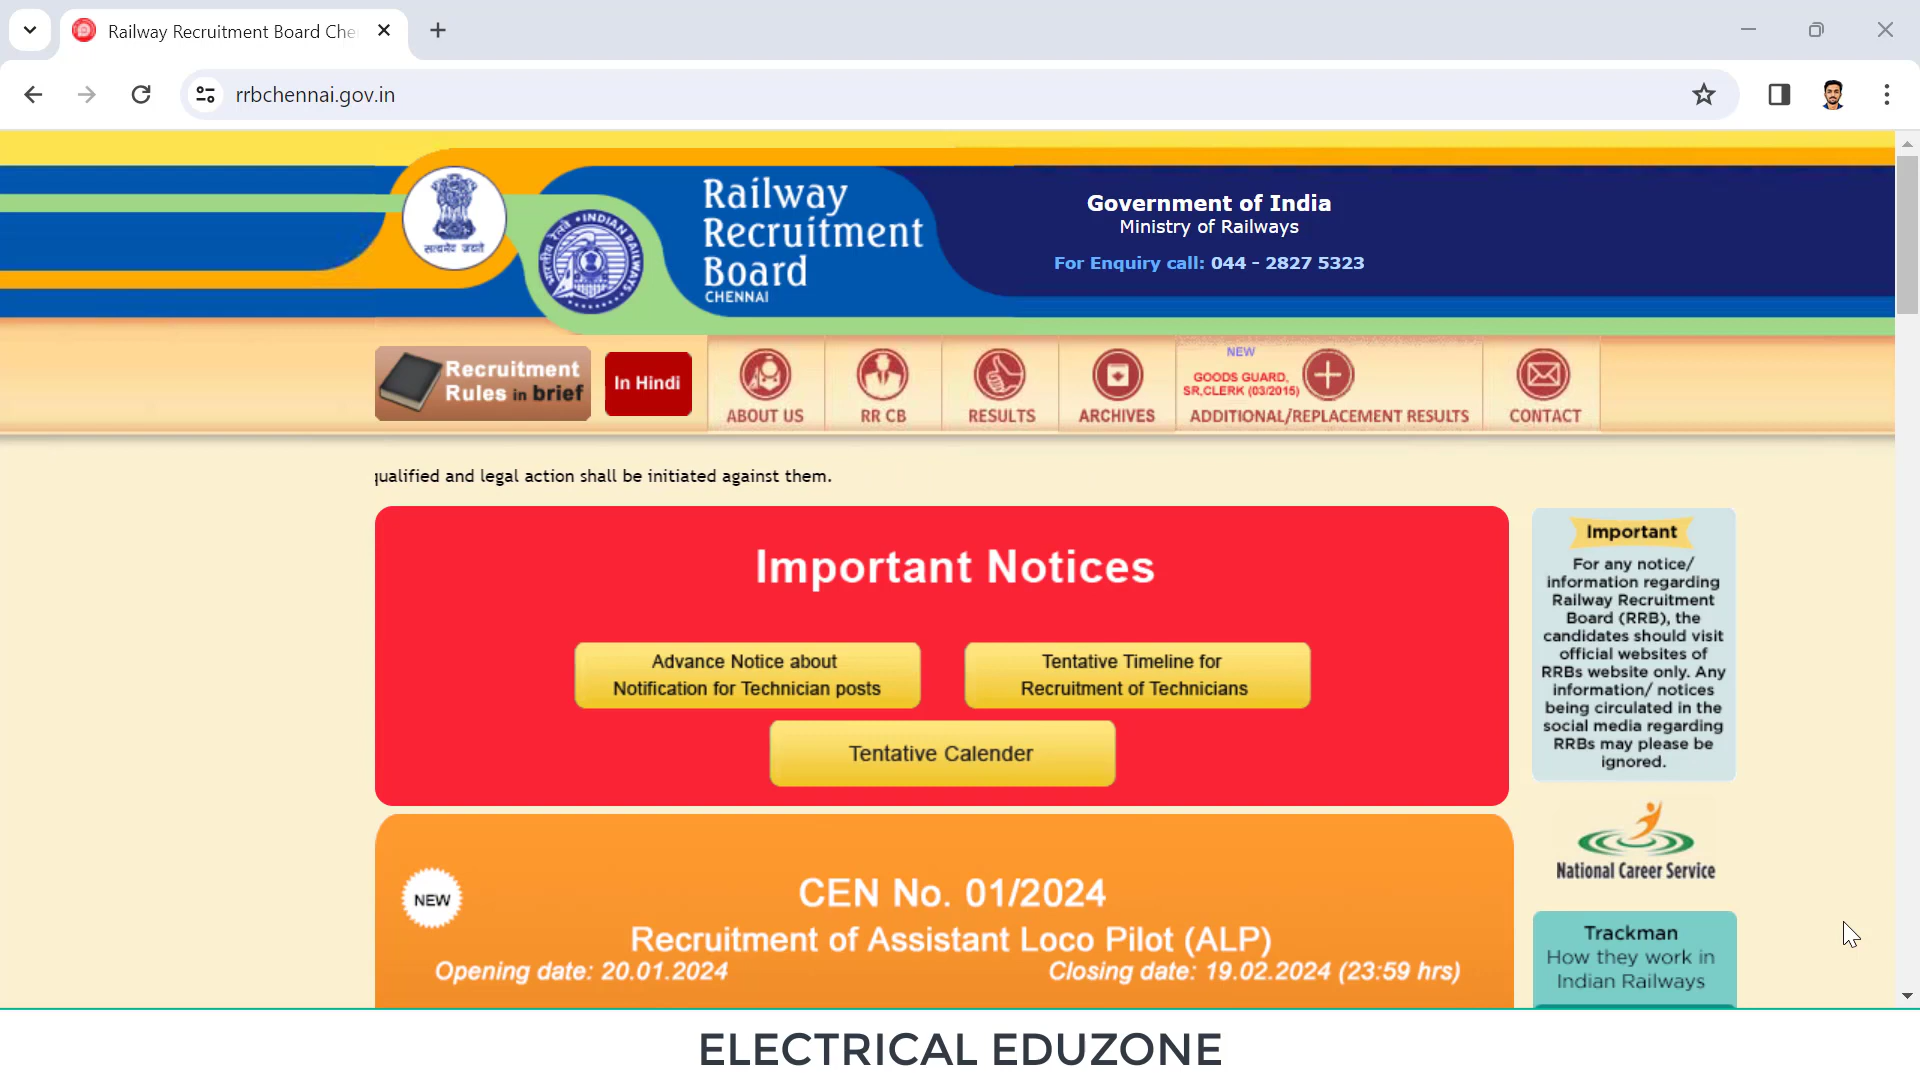 Railway Recruitment Board Che
rrbchennai.gov.in
सत्यमेव जयते
भारतीय रेल • INDIAN RAILWAYS
Railway
Recruitment
Board
CHENNAI
Government of India
Ministry of Railways
For Enquiry call: 044 - 2827 5323
Recruitment
Rules in brief
In Hindi
ABOUT US
RR CB
RESULTS
ARCHIVES
NEW
GOODS GUARD,
SR,CLERK (03/2015)
ADDITIONAL/REPLACEMENT RESULTS
CONTACT
qualified and legal action shall be initiated against them.
Important Notices
Advance Notice about
Notification for Technician posts
Tentative Timeline for
Recruitment of Technicians
Tentative Calender
Important
For any notice/
information regarding
Railway Recruitment
Board (RRB), the
candidates should visit
official websites of
RRBs website only. Any
information/ notices
being circulated in the
social media regarding
RRBs may please be
ignored.
National Career Service
NEW
CEN No. 01/2024
Recruitment of Assistant Loco Pilot (ALP)
Opening date: 20.01.2024
Closing date: 19.02.2024 (23:59 hrs)
Trackman
How they work in
Indian Railways
ELECTRICAL EDUZONE